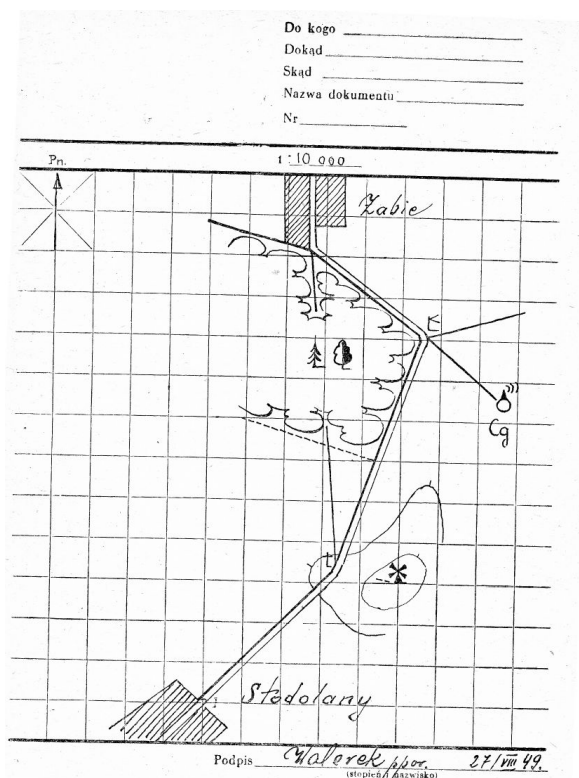 Do kogo
Dokąd
Skąd
Nazwa dokumentu
Nr
1:10 000
Pn.
Żabie
K
Cg
L
Stodolany
Podpis Walerek ppor. 27/VIII 49.
(stopień i nazwisko)